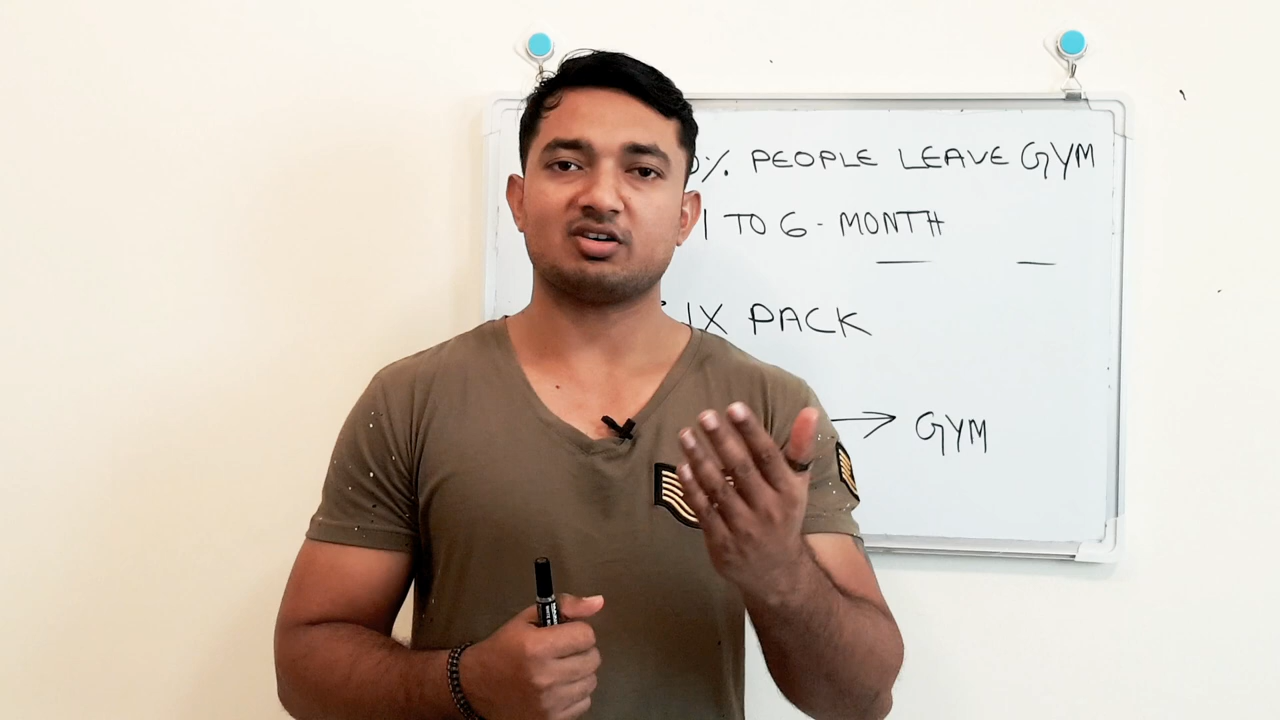 % PEOPLE LEAVE GYM
1 TO 6 - MONTH
IX PACK
→ GYM